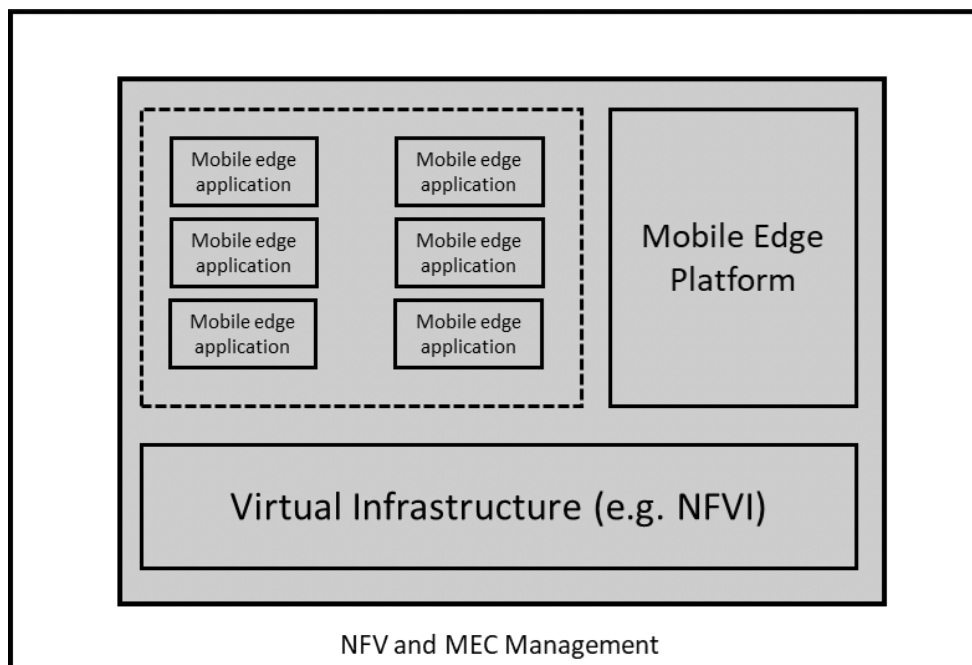 Mobile edge
application
Mobile edge
application
Mobile edge
application
Mobile edge
application
Mobile edge
application
Mobile edge
application
Mobile Edge
Platform
Virtual Infrastructure (e.g. NFVI)
NFV and MEC Management